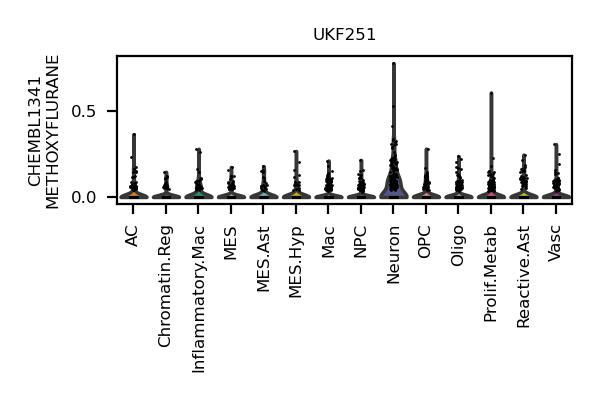 UKF251
CHEMBL1341
METHOXYFLURANE
0.5
0.0
AC
Chromatin.Reg
Inflammatory.Mac
MES
MES.Ast
MES.Hyp
Mac
NPC
Neuron
OPC
Oligo
Prolif.Metab
Reactive.Ast
Vasc